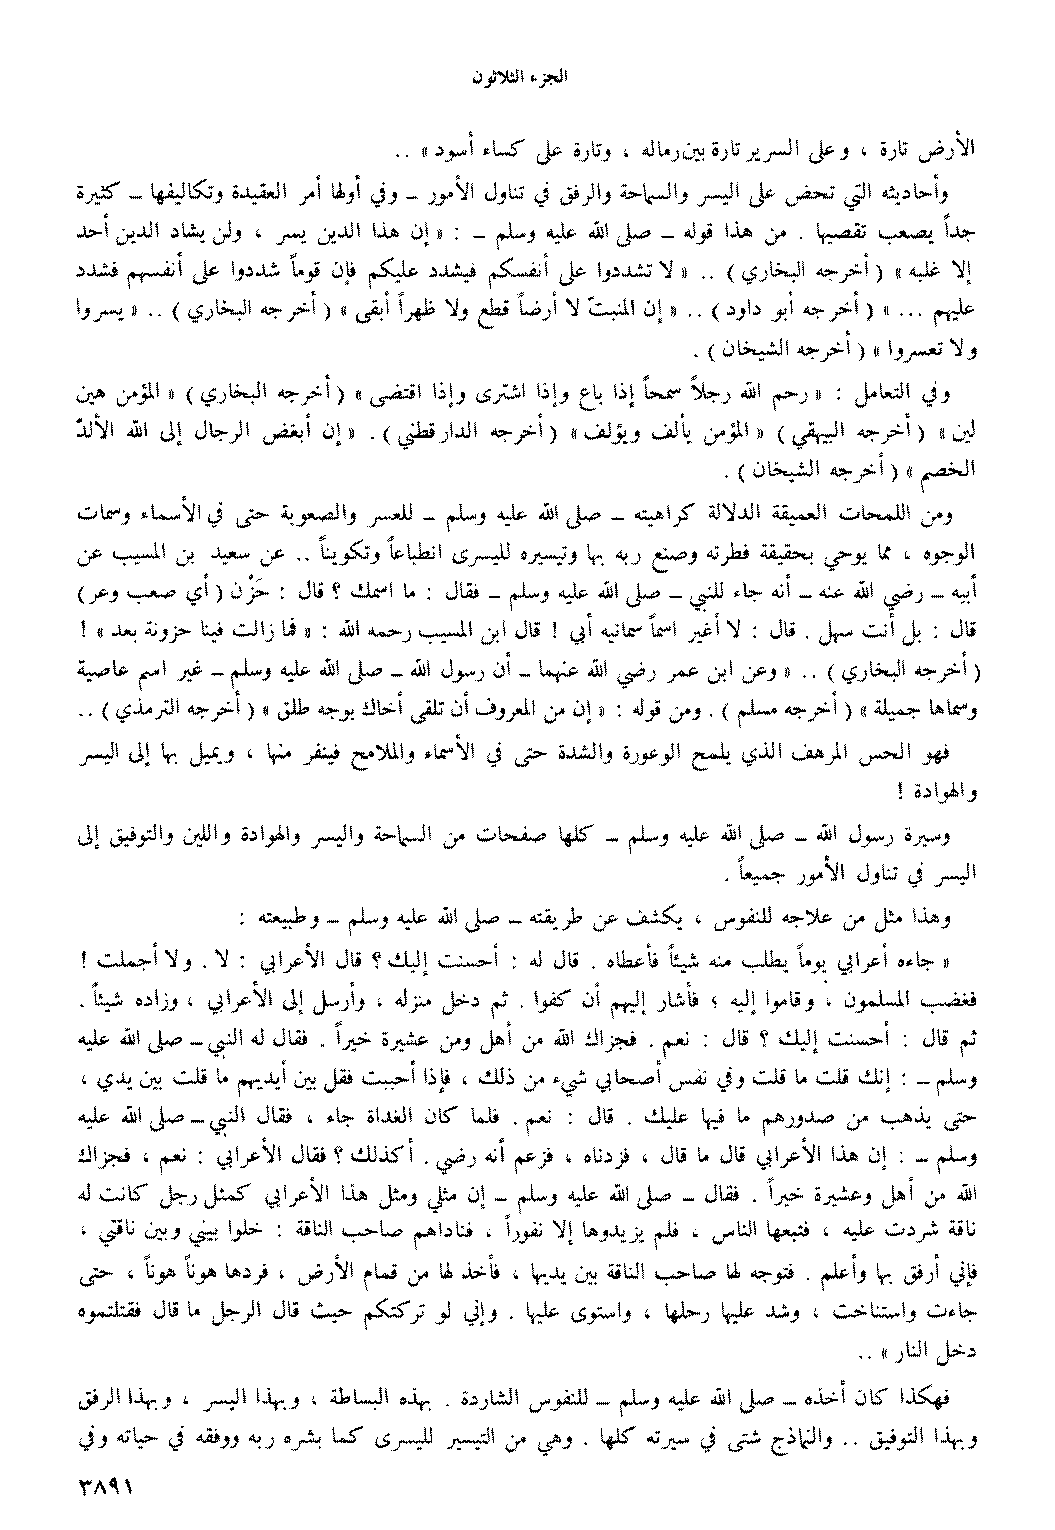 الجزء الثلاثون
الأرض تارة ، وعلى السرير تارة بين رماله ، وتارة على كساء أسود » ..
وأحاديثه التي تحض على اليسر والسماحة والرفق في تناول الأمور – وفي أولها أمر العقيدة وتكاليفها – كثيرة
جداً يصعب تقصيها . من هذا قوله – صلى الله عليه وسلم – : « إن هذا الدين يسر ، ولن يشاد الدين أحد
إلا غلبه » ( أخرجه البخاري ) .. « لا تشددوا على أنفسكم فيشدد عليكم فإن قوماً شددوا على أنفسهم فشدد
عليهم ... » ( أخرجه أبو داود ) .. « إن المنبتّ لا أرضاً قطع ولا ظهراً أبقى » ( أخرجه البخاري ) .. « يسروا
ولا تعسروا » ( أخرجه الشيخان ) .
وفي التعامل : « رحم الله رجلاً سمحاً إذا باع وإذا اشترى وإذا اقتضى » ( أخرجه البخاري ) « المؤمن هين
لين » ( أخرجه البيهقي ) « المؤمن يألف ويؤلف » ( أخرجه الدارقطني ) . « إن أبغض الرجال إلى الله الألدّ
الخصم » ( أخرجه الشيخان ) .
ومن اللمحات العميقة الدلالة كراهيته – صلى الله عليه وسلم – للعسر والصعوبة حتى في الأسماء وسمات
الوجوه ، مما يوحي بحقيقة فطرته وصنع ربه بها وتيسيره لليسرى انطباعاً وتكويناً .. عن سعيد بن المسيب عن
أبيه – رضي الله عنه – أنه جاء للنبي – صلى الله عليه وسلم – فقال : ما اسمك ؟ قال : حَزْن ( أي صعب وعر )
قال : بل أنت سهل . قال : لا أغير اسماً سمانيه أبي ! قال ابن المسيب رحمه الله : « فما زالت فينا حزونة بعد » !
( أخرجه البخاري ) .. « وعن ابن عمر رضي الله عنهما – أن رسول الله – صلى الله عليه وسلم – غير اسم عاصية
وسماها جميلة » ( أخرجه مسلم ) . ومن قوله : « إن من المعروف أن تلقى أخاك بوجه طلق » ( أخرجه الترمذي ) ..
فهو الحس المرهف الذي يلمح الوعورة والشدة حتى في الأسماء والملامح فينفر منها ، ويميل بها إلى اليسر
والهوادة !
وسيرة رسول الله – صلى الله عليه وسلم – كلها صفحات من السماحة واليسر والهوادة واللين والتوفيق إلى
اليسر في تناول الأمور جميعاً .
وهذا مثل من علاجه للنفوس ، يكشف عن طريقته – صلى الله عليه وسلم – وطبيعته :
« جاءه أعرابي يوماً يطلب منه شيئاً فأعطاه . قال له : أحسنت إليك ؟ قال الأعرابي : لا . ولا أجملت !
فغضب المسلمون ، وقاموا إليه ؛ فأشار إليهم أن كفوا . ثم دخل منزله ، وأرسل إلى الأعرابي ، وزاده شيئاً .
ثم قال : أحسنت إليك ؟ قال : نعم . فجزاك الله من أهل ومن عشيرة خيراً . فقال له النبي – صلى الله عليه
وسلم – : إنك قلت ما قلت وفي نفس أصحابي شيء من ذلك ، فإذا أحببت فقل بين أيديهم ما قلت بين يدي ،
حتى يذهب من صدورهم ما فيها عليك . قال : نعم . فلما كان الغداة جاء ، فقال النبي – صلى الله عليه
وسلم – : إن هذا الأعرابي قال ما قال ، فزدناه ، فزعم أنه رضي . أكذلك ؟ فقال الأعرابي : نعم ، فجزاك
الله من أهل وعشيرة خيراً . فقال – صلى الله عليه وسلم – إن مثلي ومثل هذا الأعرابي كمثل رجل كانت له
ناقة شردت عليه ، فتبعها الناس ، فلم يزيدوها إلا نفوراً ، فناداهم صاحب الناقة : خلوا بيني وبين ناقتي ،
فإني أرفق بها وأعلم . فتوجه لها صاحب الناقة بين يديها ، فأخذ لها من قمام الأرض ، فردها هوناً هوناً ، حتى
جاءت واستناخت ، وشد عليها رحلها ، واستوى عليها . وإني لو تركتكم حيث قال الرجل ما قال فقتلتموه
دخل النار » ..
فهكذا كان أخذه – صلى الله عليه وسلم – للنفوس الشاردة . بهذه البساطة ، وبهذا اليسر ، وبهذا الرفق
وبهذا التوفيق .. والنماذج شتى في سيرته كلها . وهي من التيسير لليسرى كما بشره ربه ووفقه في حياته وفي
٣٨٩١